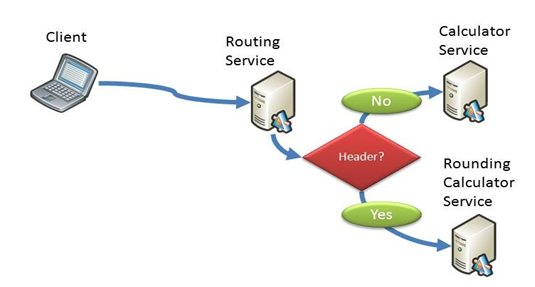 Client
Routing
Service
Calculator
Service
No
Header?
Yes
Rounding
Calculator
Service